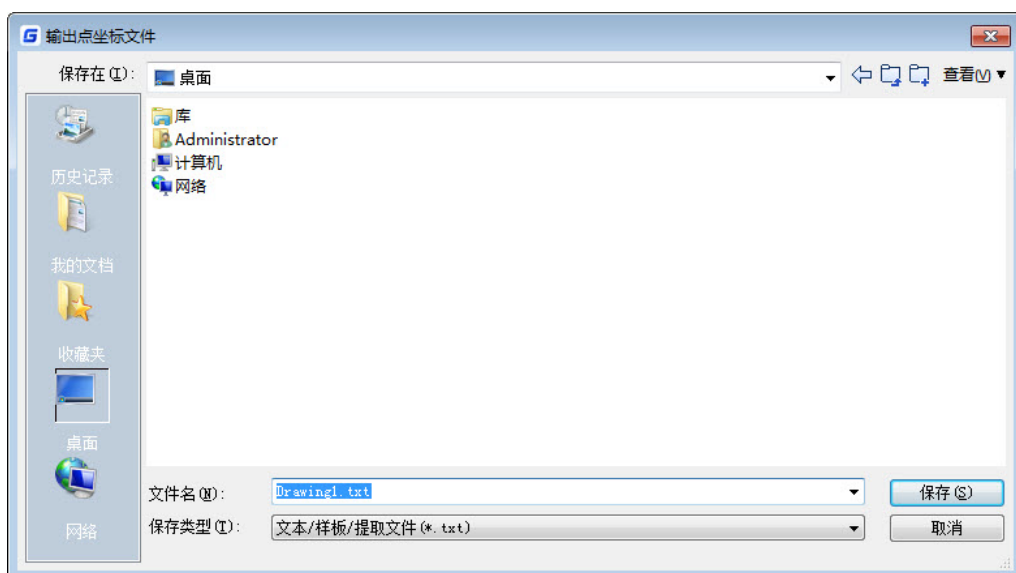 输出点坐标文件
保存在(I):
桌面
查看(V)
库
Administrator
计算机
网络
历史记录
我的文档
收藏夹
桌面
网络
文件名(N):
Drawing1.txt
保存(S)
保存类型(T):
文本/样板/提取文件(*.txt)
取消